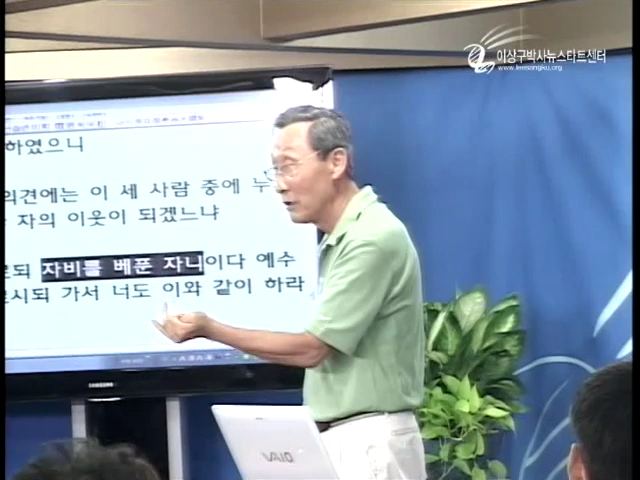 이상구박사뉴스타트센터
www.leesangku.org
하였으니
의견에는 이 세 사람 중에
자의 이웃이 되겠느냐
자비를 베푼 자니이다 예수
가서 너도 이와 같이 하라
SAMSUNG
VAIO